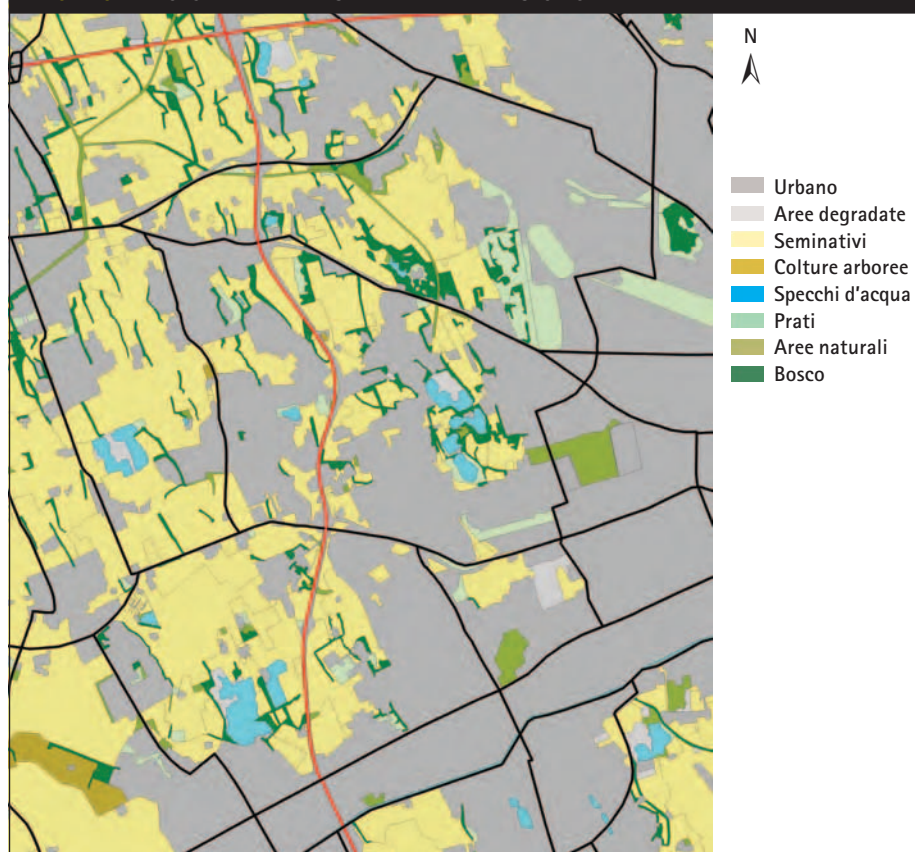 N
Urbano
Aree degradate
Seminativi
Colture arboree
Specchi d'acqua
Prati
Aree naturali
Bosco